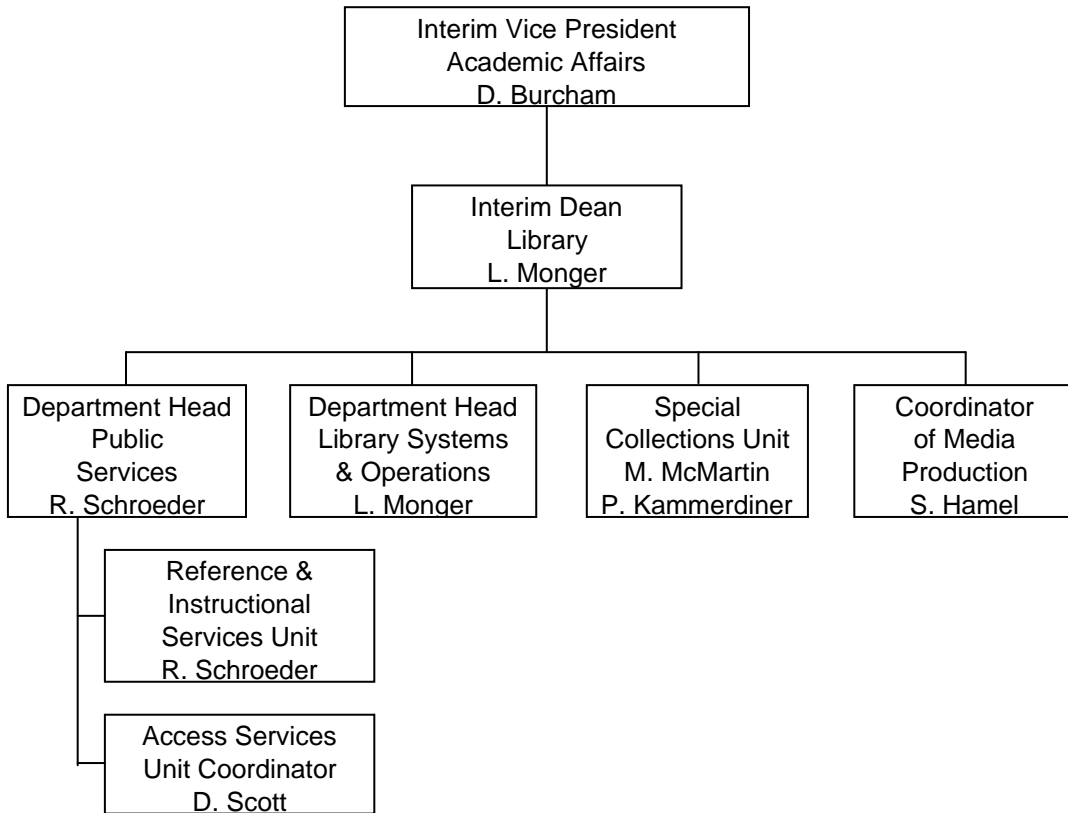 Interim Vice President
Academic Affairs
D. Burcham
Interim Dean
Library
L. Monger
Department Head
Public
Services
R. Schroeder
Department Head
Library Systems
& Operations
L. Monger
Special
Collections Unit
M. McMartin
P. Kammerdiner
Coordinator
of Media
Production
S. Hamel
Reference &
Instructional
Services Unit
R. Schroeder
Access Services
Unit Coordinator
D. Scott